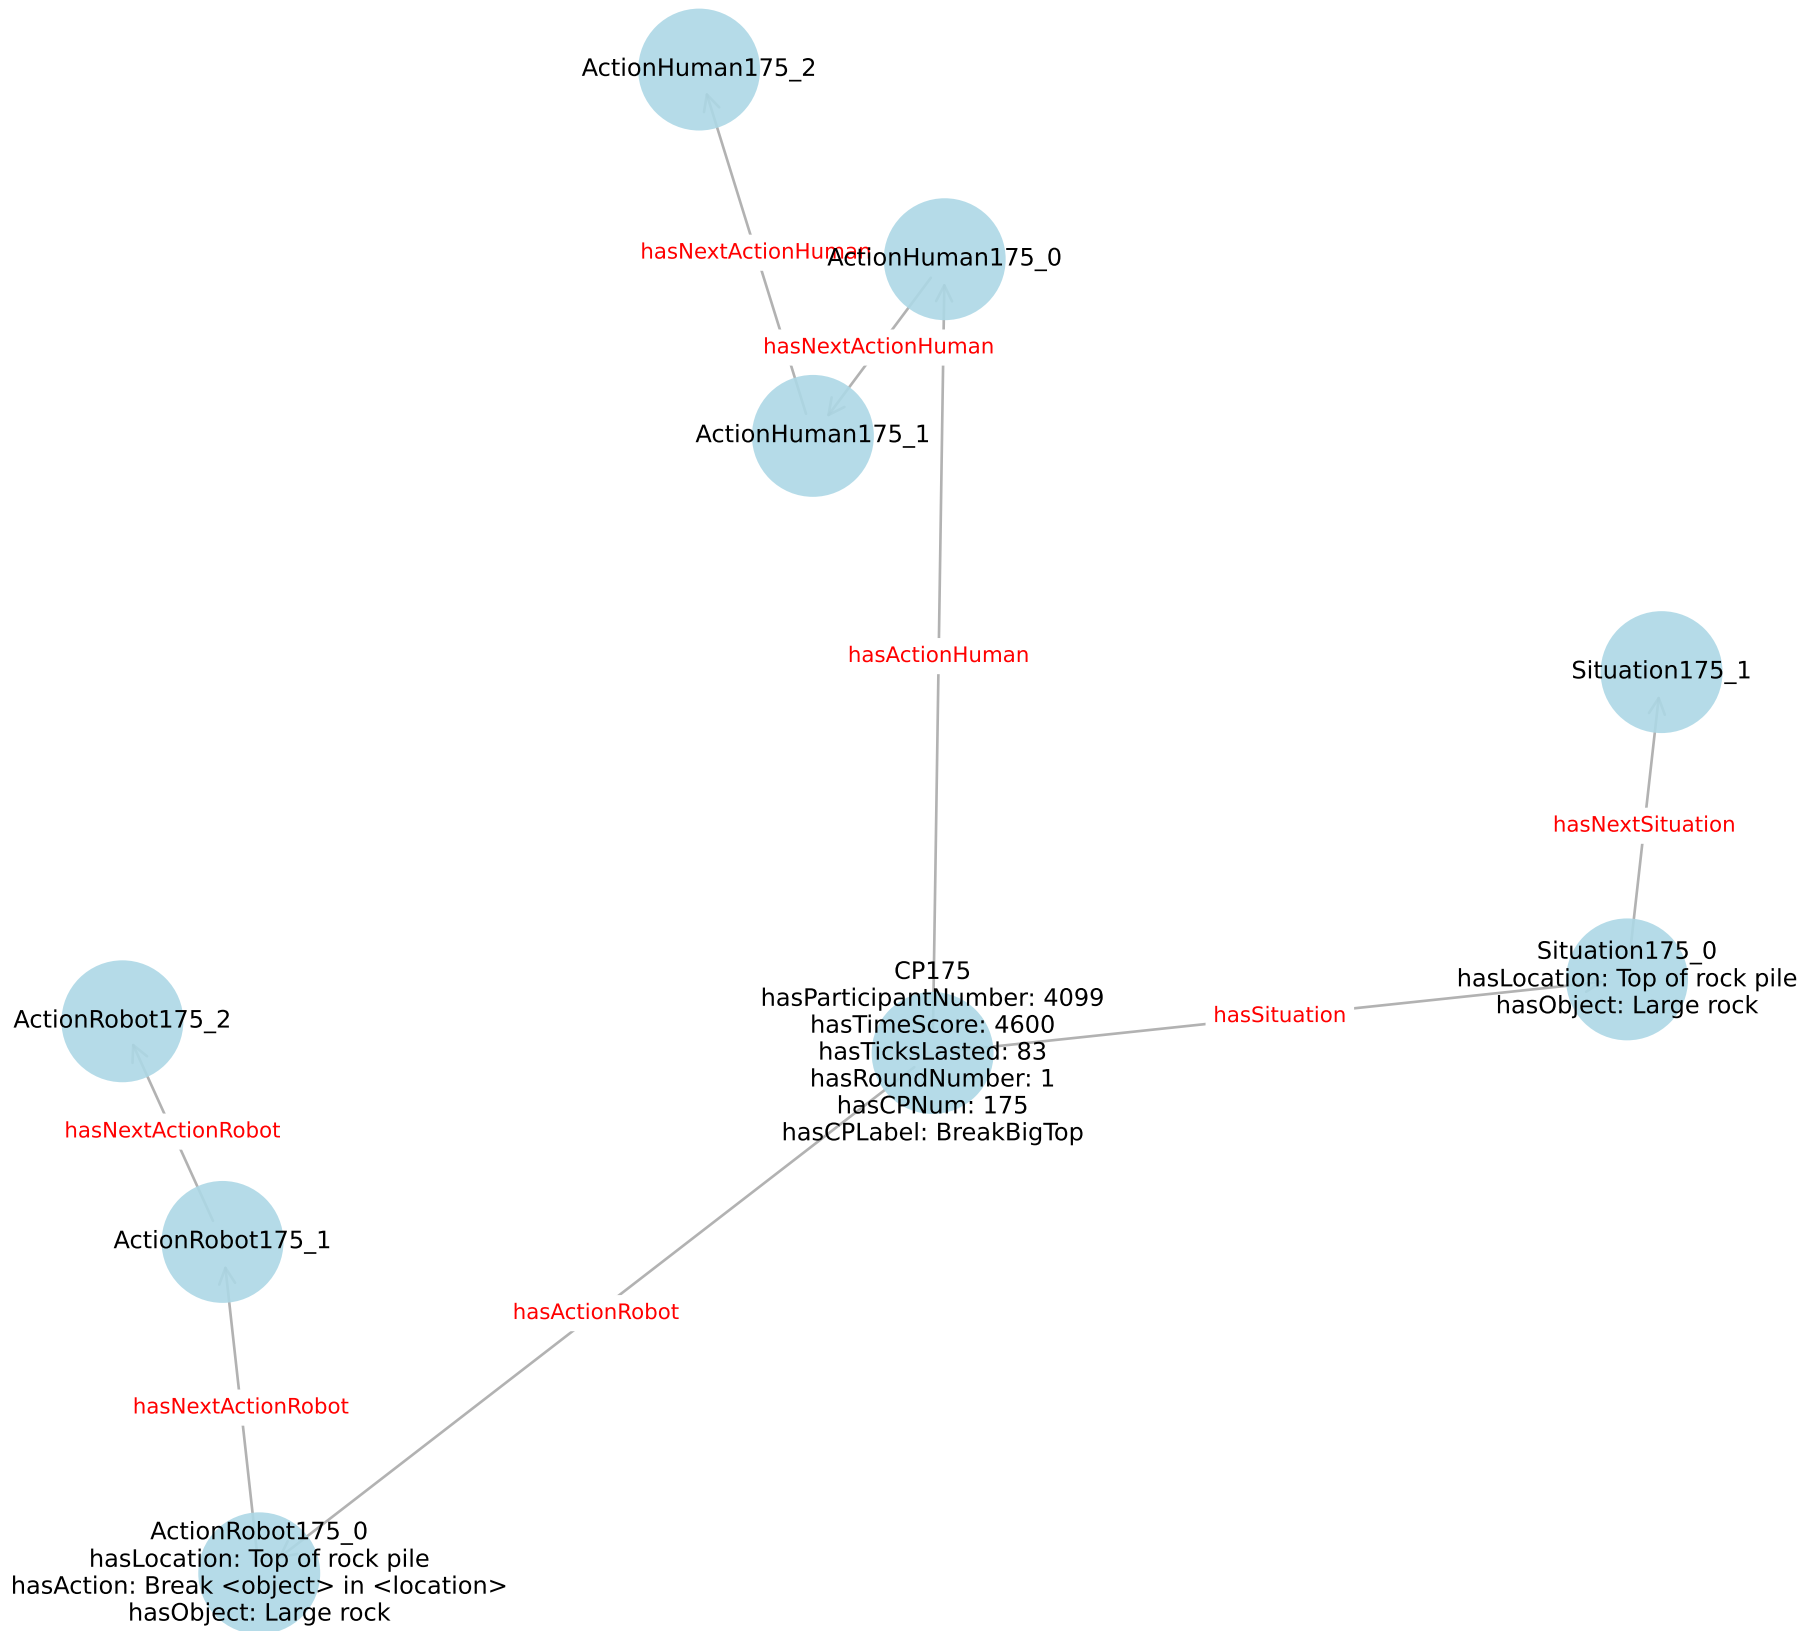 ActionHuman175_2
hasNextActionHuman
ActionHuman175_0
hasNextActionHuman
ActionHuman175_1
hasActionHuman
Situation175_1
hasNextSituation
Situation175_0
hasLocation: Top of rock pile
hasObject: Large rock
hasSituation
CP175
hasParticipantNumber: 4099
hasTimeScore: 4600
hasTicksLasted: 83
hasRoundNumber: 1
hasCPNum: 175
hasCPLabel: BreakBigTop
ActionRobot175_2
hasNextActionRobot
ActionRobot175_1
hasActionRobot
hasNextActionRobot
ActionRobot175_0
hasLocation: Top of rock pile
hasAction: Break <object> in <location>
hasObject: Large rock